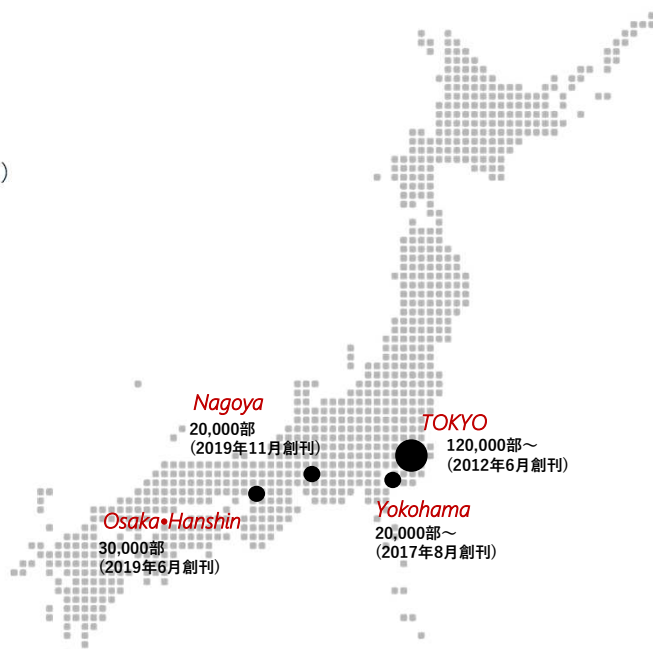 ）
Nagoya
20,000部
（2019年11月創刊）
TOKYO
120,000部～
（2012年6月創刊）
Osaka•Hanshin
30,000部
（2019年6月創刊）
Yokohama
20,000部～
（2017年8月創刊）